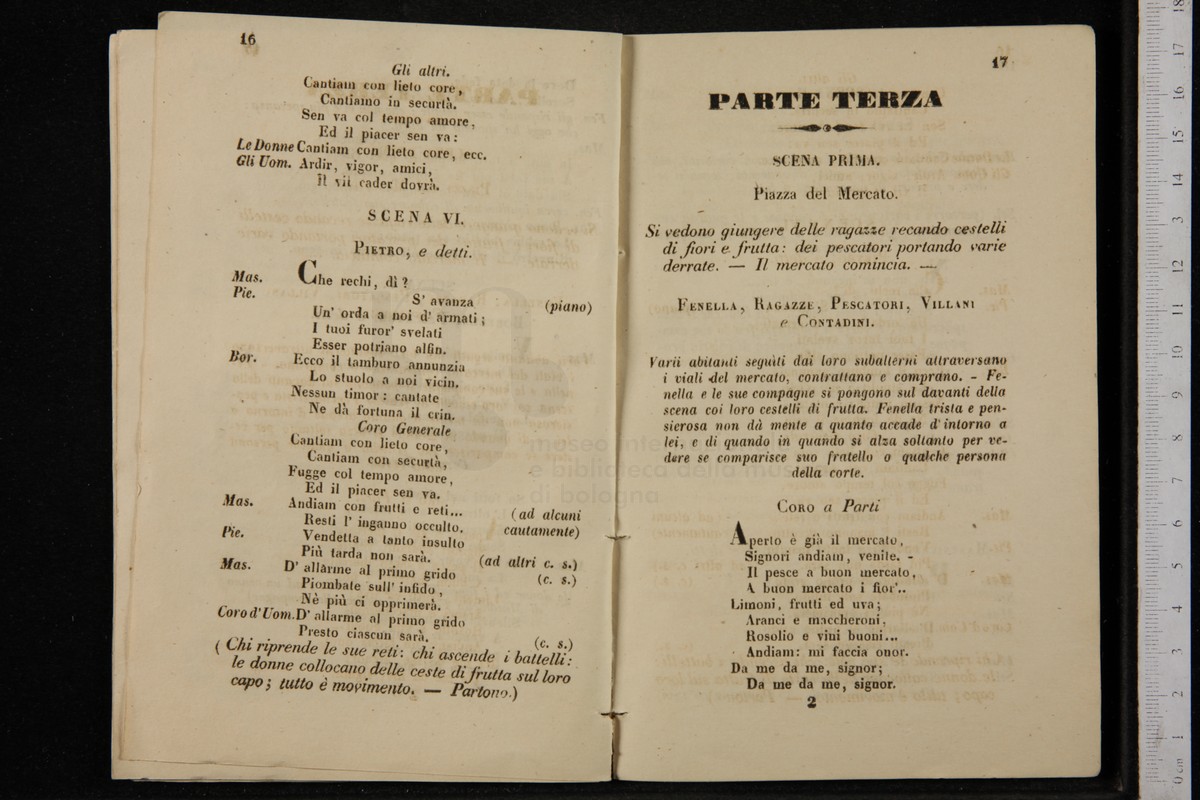 16
Gli altri.
Cantiam con lieto core,
Cantiamo in securtà.
Sen va col tempo amore,
Ed il piacer sen va:
Le Donne Cantiam con lieto core, ecc.
Gli Uom. Ardir, vigor, amici,
Il vil cader dovrà.
SCENA VI.
PIETRO, e detti.
Mas. Che rechi, dì?
Pie. S' avanza (piano)
Un' orda a noi d' armati;
I tuoi furor' svelati
Esser potriano alfin.
Bor. Ecco il tamburo annunzia
Lo stuolo a noi vicin.
Nessun timor: cantate
Ne dà fortuna il crin.
Coro Generale
Cantiam con lieto core,
Cantiam con securtà,
Fugge col tempo amore,
Ed il piacer sen va.
Mas. Andiam con frutti e reti... (ad alcuni
Resti l' inganno occulto. cautamente)
Pie. Vendetta a tanto insulto
Più tarda non sarà. (ad altri c. s.)
Mas. D' allarme al primo grido (c. s.)
Piombate sull' infido,
Nè più ci opprimerà.
Coro d' Uom. D' allarme al primo grido
Presto ciascun sarà. (c. s.)
( Chi riprende le sue reti: chi ascende i battelli:
le donne collocano delle ceste di frutta sul loro
capo; tutto è movimento. — Partono.)
17
PARTE TERZA
SCENA PRIMA.
Piazza del Mercato.
Si vedono giungere delle ragazze recando cestelli
di fiori e frutta: dei pescatori portando varie
derrate. — Il mercato comincia. —
FENELLA, RAGAZZE, PESCATORI, VILLANI
e CONTADINI.
Varii abitanti seguìti dai loro subalterni attraversano
i viali del mercato, contrattano e comprano. - Fe-
nella e le sue compagne si pongono sul davanti della
scena coi loro cestelli di frutta. Fenella trista e pen-
sierosa non dà mente a quanto accade d' intorno a
lei, e di quando in quando si alza soltanto per ve-
dere se comparisce suo fratello o qualche persona
della corte.
CORO a Parti
Aperto è già il mercato,
Signori andiam, venite. -
Il pesce a buon mercato,
A buon mercato i fior'..
Limoni, frutti ed uva;
Aranci e maccheroni,
Rosolio e vini buoni...
Andiam: mi faccia onor.
Da me da me, signor;
Da me da me, signor.
2